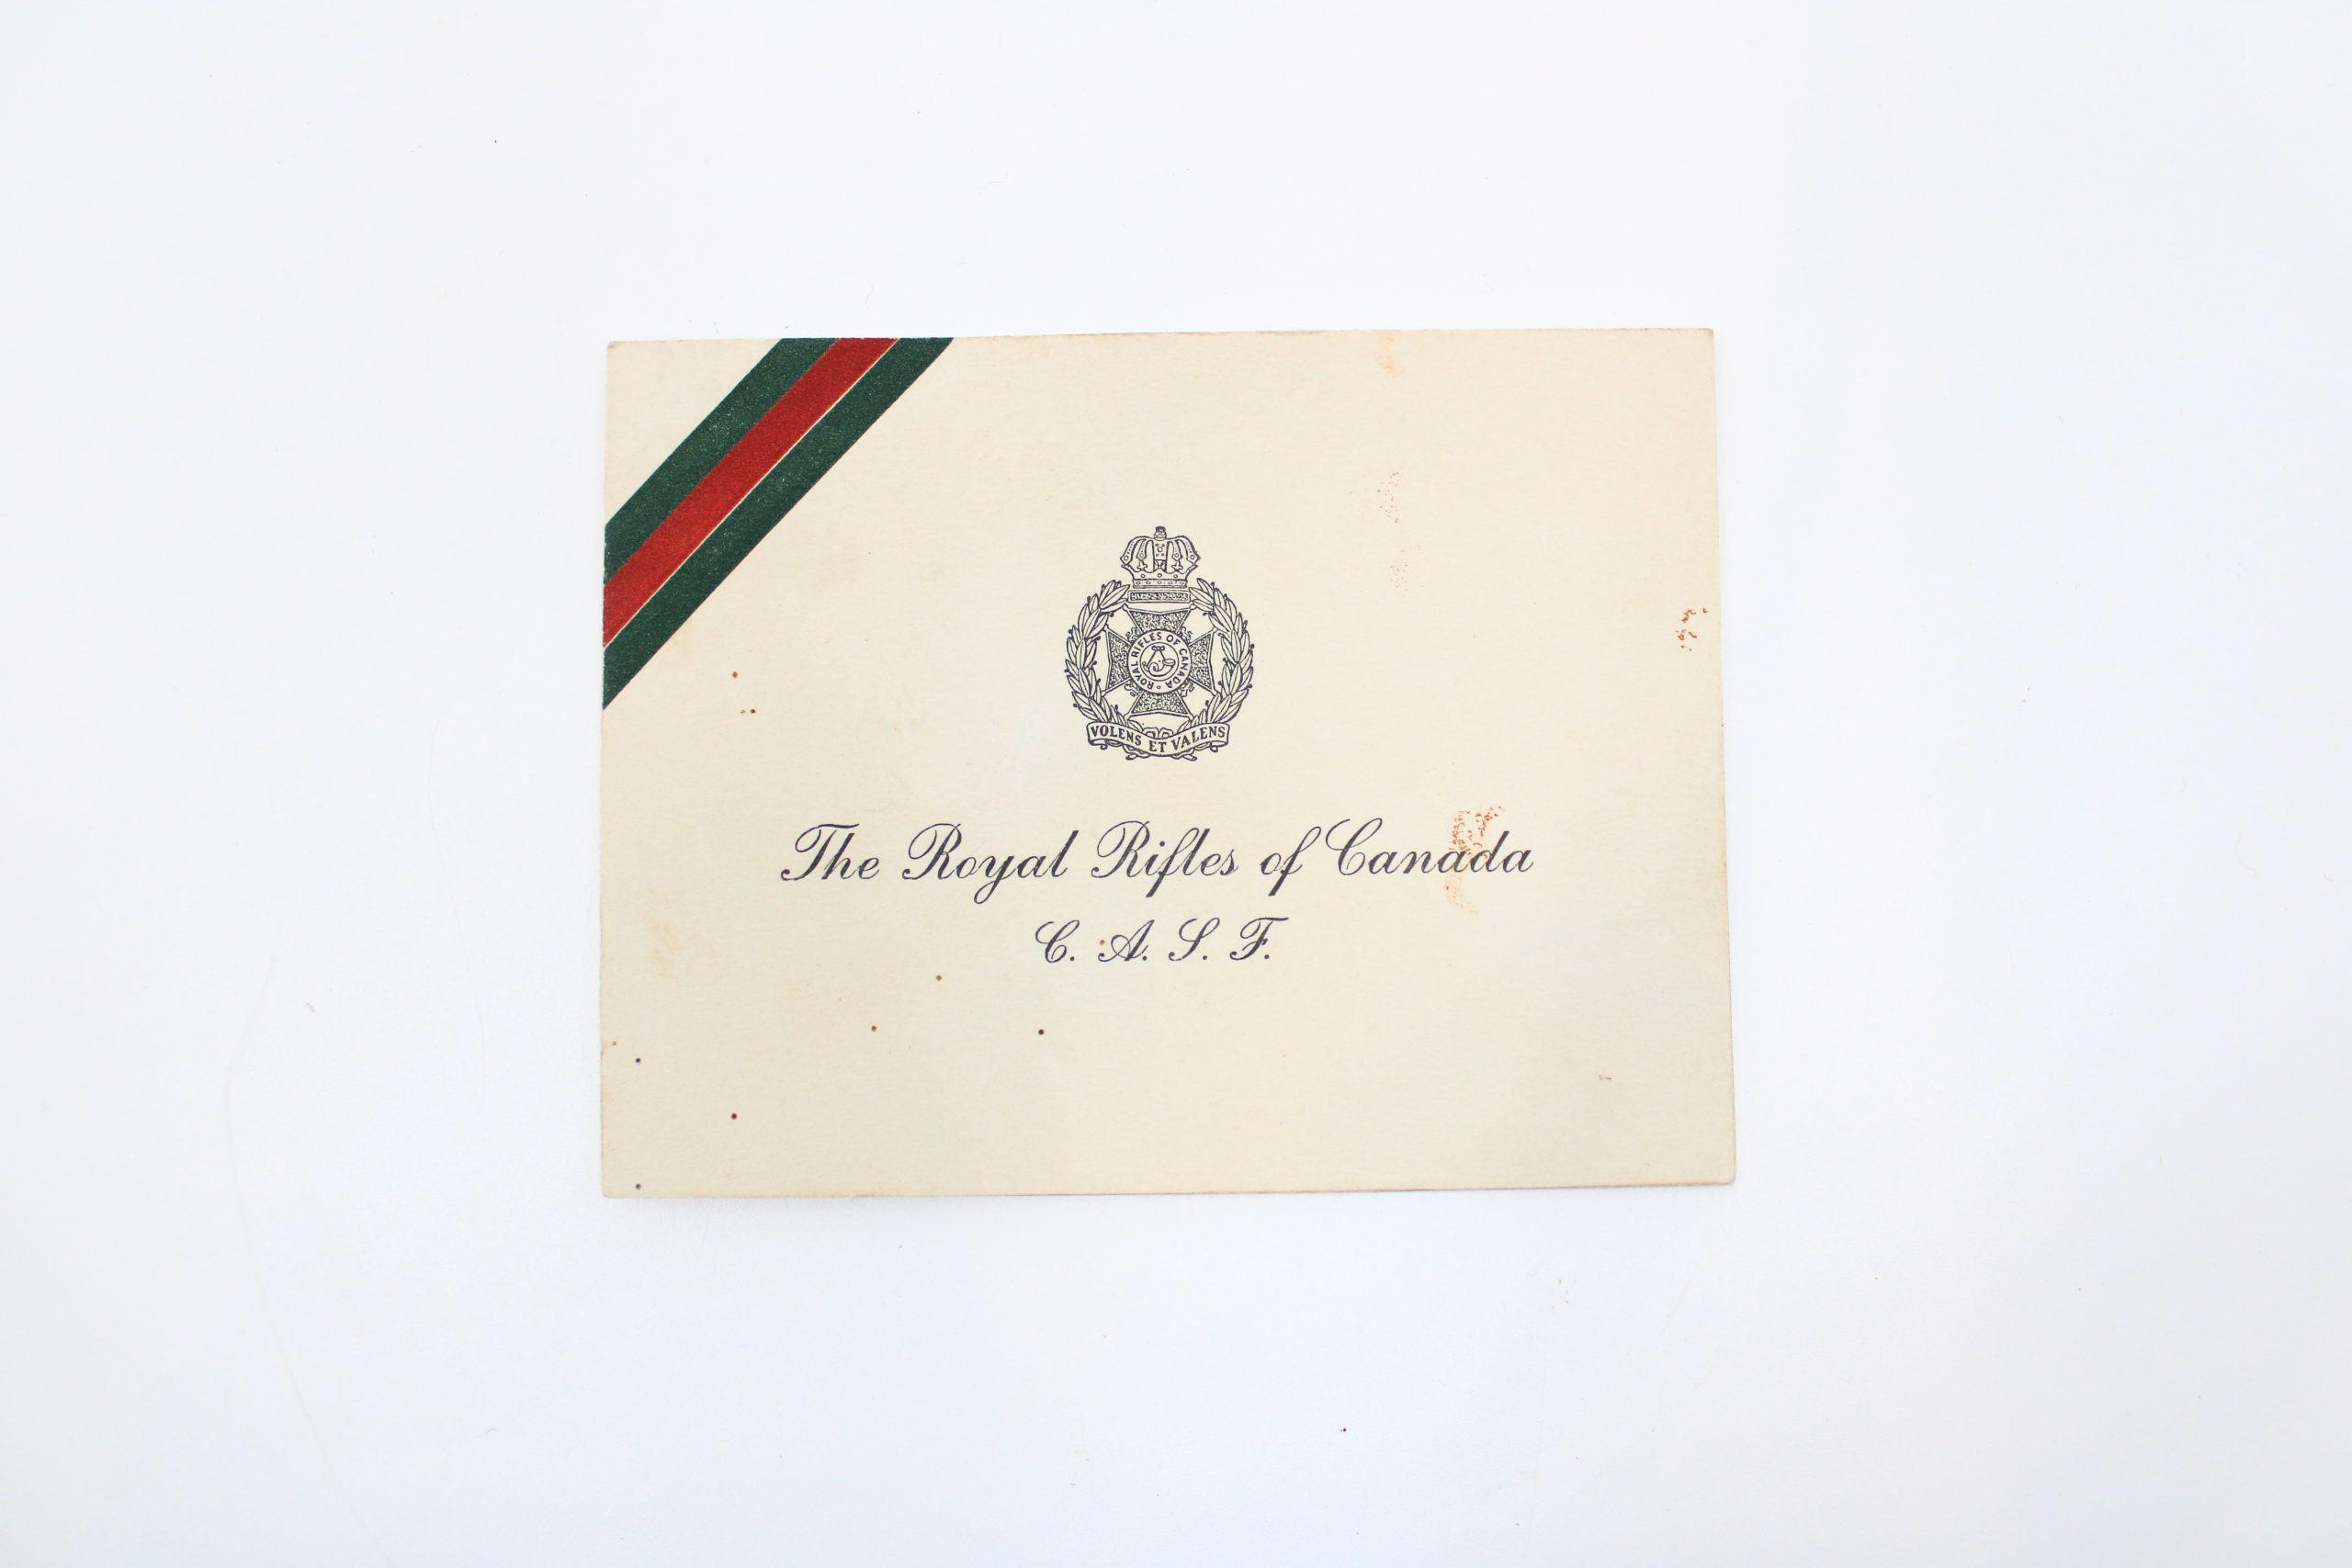 ROYAL RIFLES OF CANADA
VOLENS ET VALENS
The Royal Rifles of Canada
C. A. S. F.